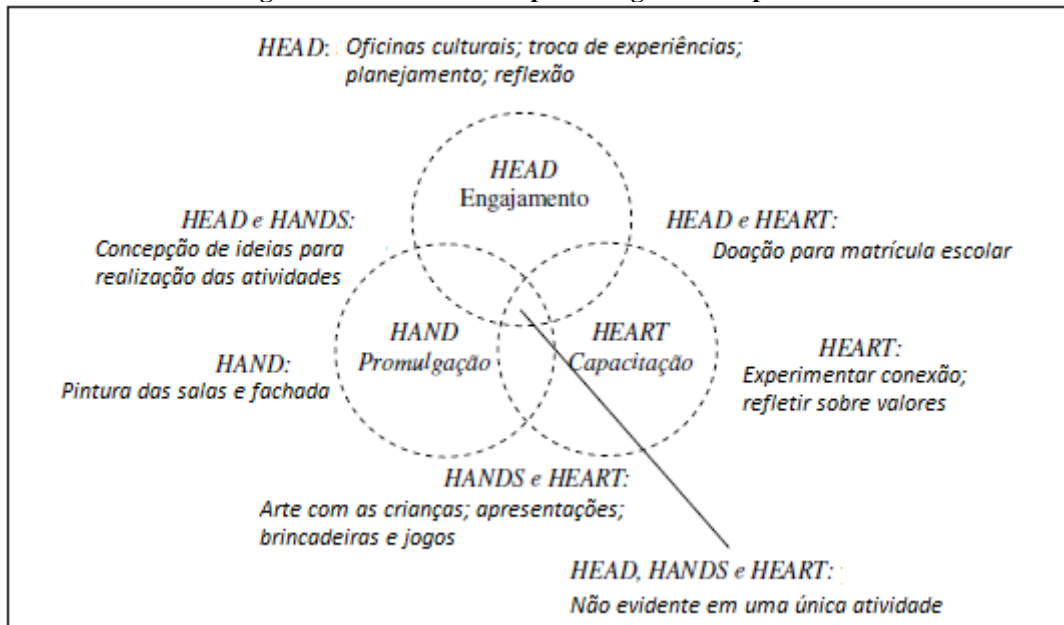 HEAD: Oficinas culturais; troca de experiências;
planejamento; reflexão
HEAD
Engajamento
HEAD e HANDS:
Concepção de ideias para
realização das atividades
HEAD e HEART:
Doação para matrícula escolar
HAND
Promulgação
HEART
Capacitação
HAND:
Pintura das salas e fachada
HEART:
Experimentar conexão;
refletir sobre valores
HANDS e HEART:
Arte com as crianças; apresentações;
brincadeiras e jogos
HEAD, HANDS e HEART:
Não evidente em uma única atividade